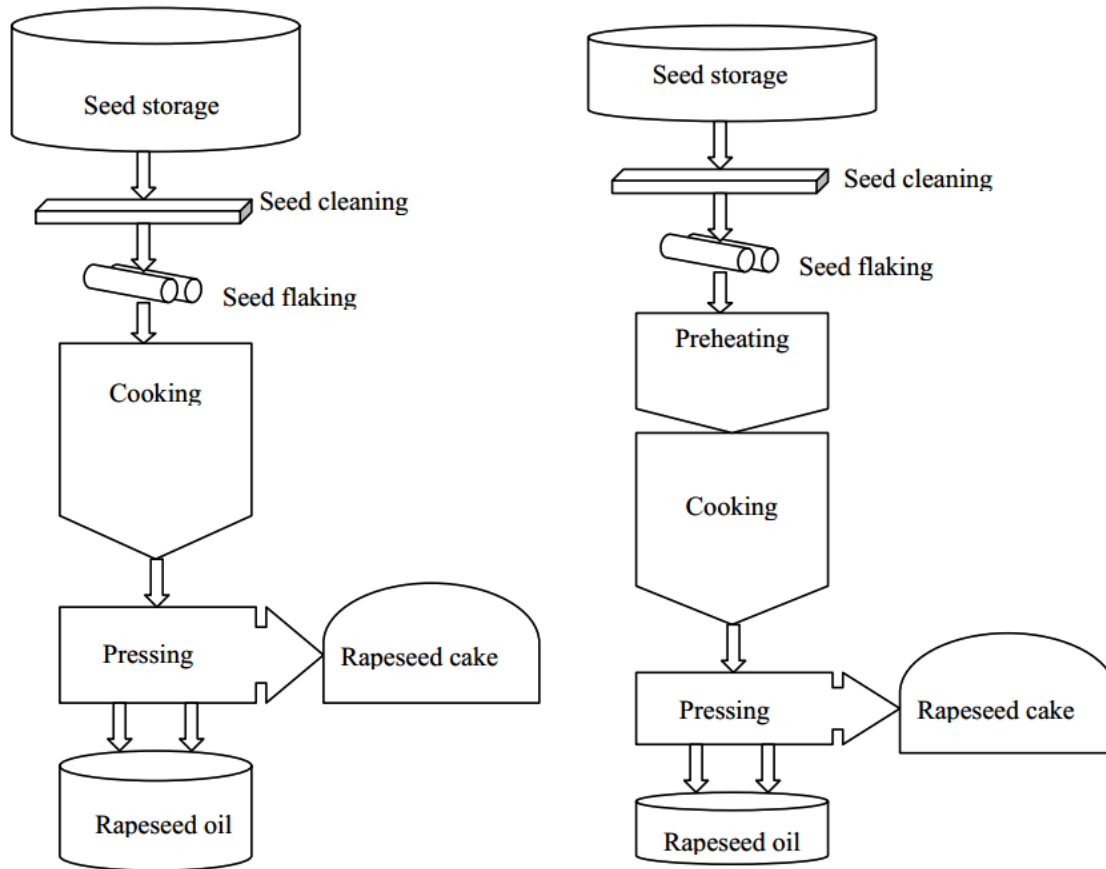 Seed storage
Seed cleaning
Seed flaking
Cooking
Pressing
Rapeseed cake
Rapeseed oil
Seed storage
Seed cleaning
Seed flaking
Preheating
Cooking
Pressing
Rapeseed cake
Rapeseed oil